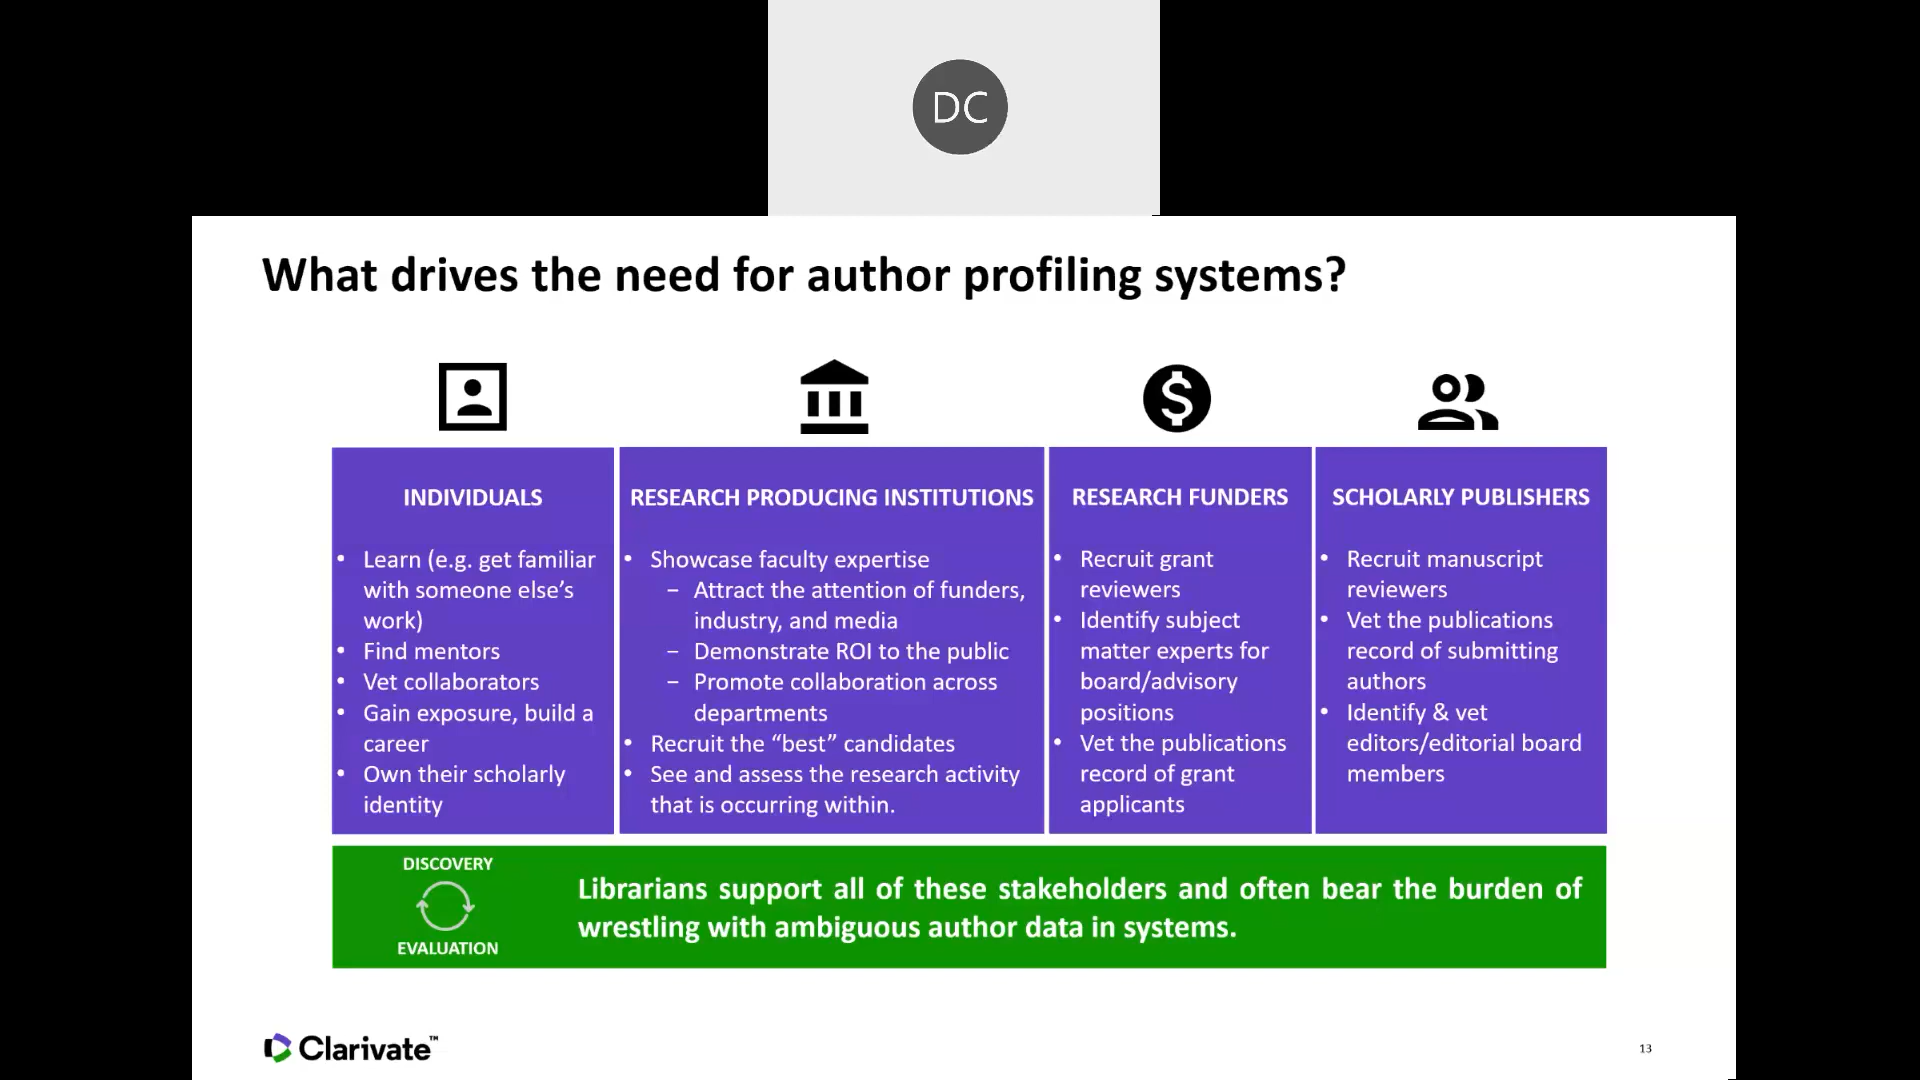 DC
What drives the need for author profiling systems?
INDIVIDUALS
• Learn (e.g. get familiar
with someone else’s
work)
• Find mentors
• Vet collaborators
• Gain exposure, build a
career
• Own their scholarly
identity
RESEARCH PRODUCING INSTITUTIONS
• Showcase faculty expertise
– Attract the attention of funders,
industry, and media
– Demonstrate ROI to the public
– Promote collaboration across
departments
• Recruit the “best” candidates
• See and assess the research activity
that is occurring within.
RESEARCH FUNDERS
• Recruit grant
reviewers
• Identify subject
matter experts for
board/advisory
positions
• Vet the publications
record of grant
applicants
SCHOLARLY PUBLISHERS
• Recruit manuscript
reviewers
• Vet the publications
record of submitting
authors
• Identify & vet
editors/editorial board
members
DISCOVERY
EVALUATION
Librarians support all of these stakeholders and often bear the burden of
wrestling with ambiguous author data in systems.
Clarivate™
13